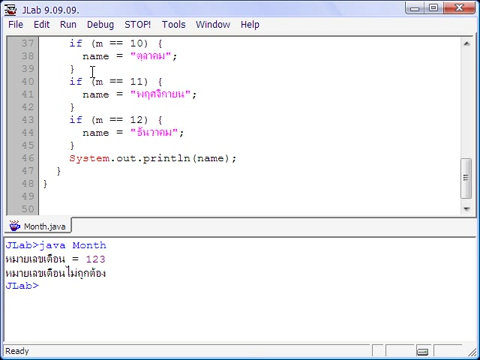 JLab 9.09.09.
File Edit Run Debug STOP! Tools Window Help
37 if (m == 10) {
38 name = "ตุลาคม";
39 }
40 if (m == 11) {
41 name = "พฤศจิกายน";
42 }
43 if (m == 12) {
44 name = "ธันวาคม";
45 }
46 System.out.println(name);
47 }
48 }
49
50
Month.java
JLab>java Month
หมายเลขเดือน = 123
หมายเลขเดือนไม่ถูกต้อง
JLab>
Ready